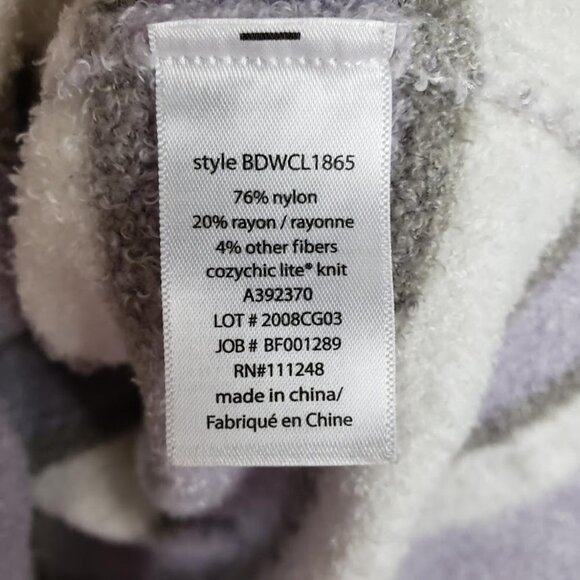 style BDWCL1865
76% nylon
20% rayon / rayonne
4% other fibers
cozychic lite® knit
A392370
LOT # 2008CG03
JOB # BF001289
RN#111248
made in china/
Fabriqué en Chine